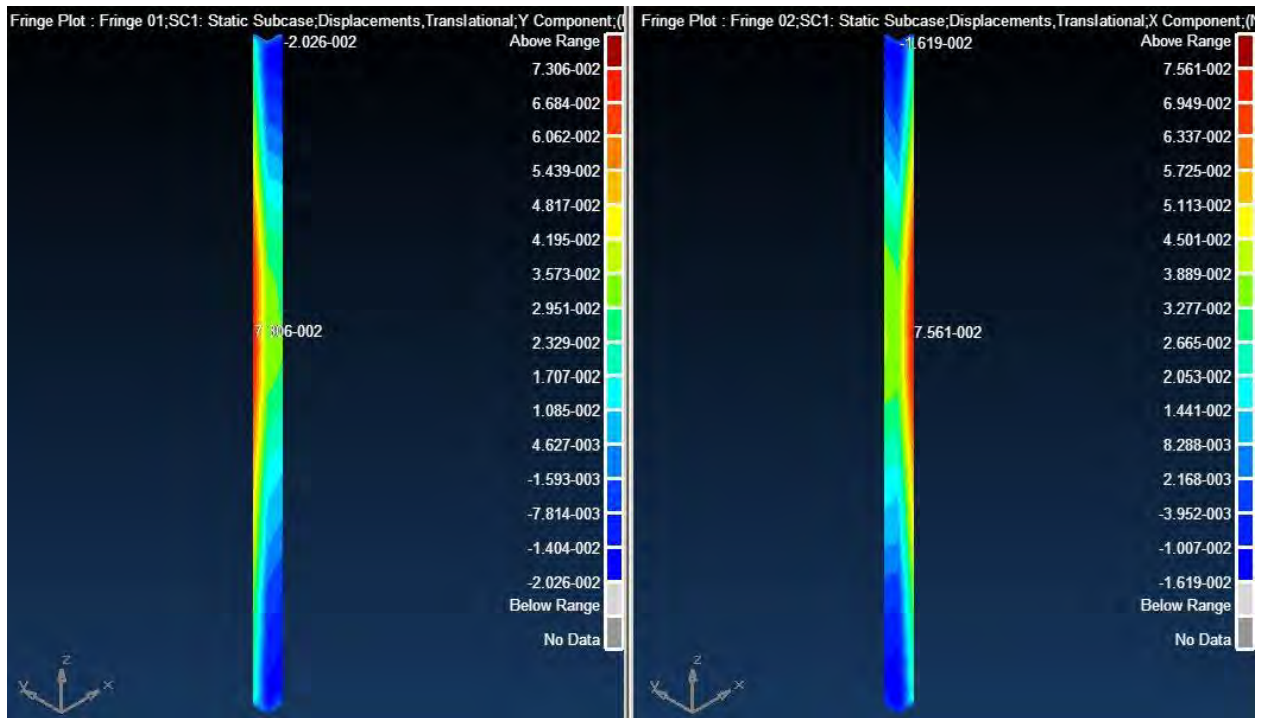 Fringe Plot : Fringe 01;SC1: Static Subcase;Displacements,Translational;Y Component;(
-2.026-002
Above Range
7.306-002
6.684-002
6.062-002
5.439-002
4.817-002
4.195-002
3.573-002
2.951-002
7.306-002
2.329-002
1.707-002
1.085-002
4.627-003
-1.593-003
-7.814-003
-1.404-002
-2.026-002
Below Range
No Data
Z
Y
X
Fringe Plot : Fringe 02;SC1: Static Subcase;Displacements,Translational;X Component;(
-1.619-002
Above Range
7.561-002
6.949-002
6.337-002
5.725-002
5.113-002
4.501-002
3.889-002
3.277-002
7.561-002
2.665-002
2.053-002
1.441-002
8.288-003
2.168-003
-3.952-003
-1.007-002
-1.619-002
Below Range
No Data
Z
Y
X